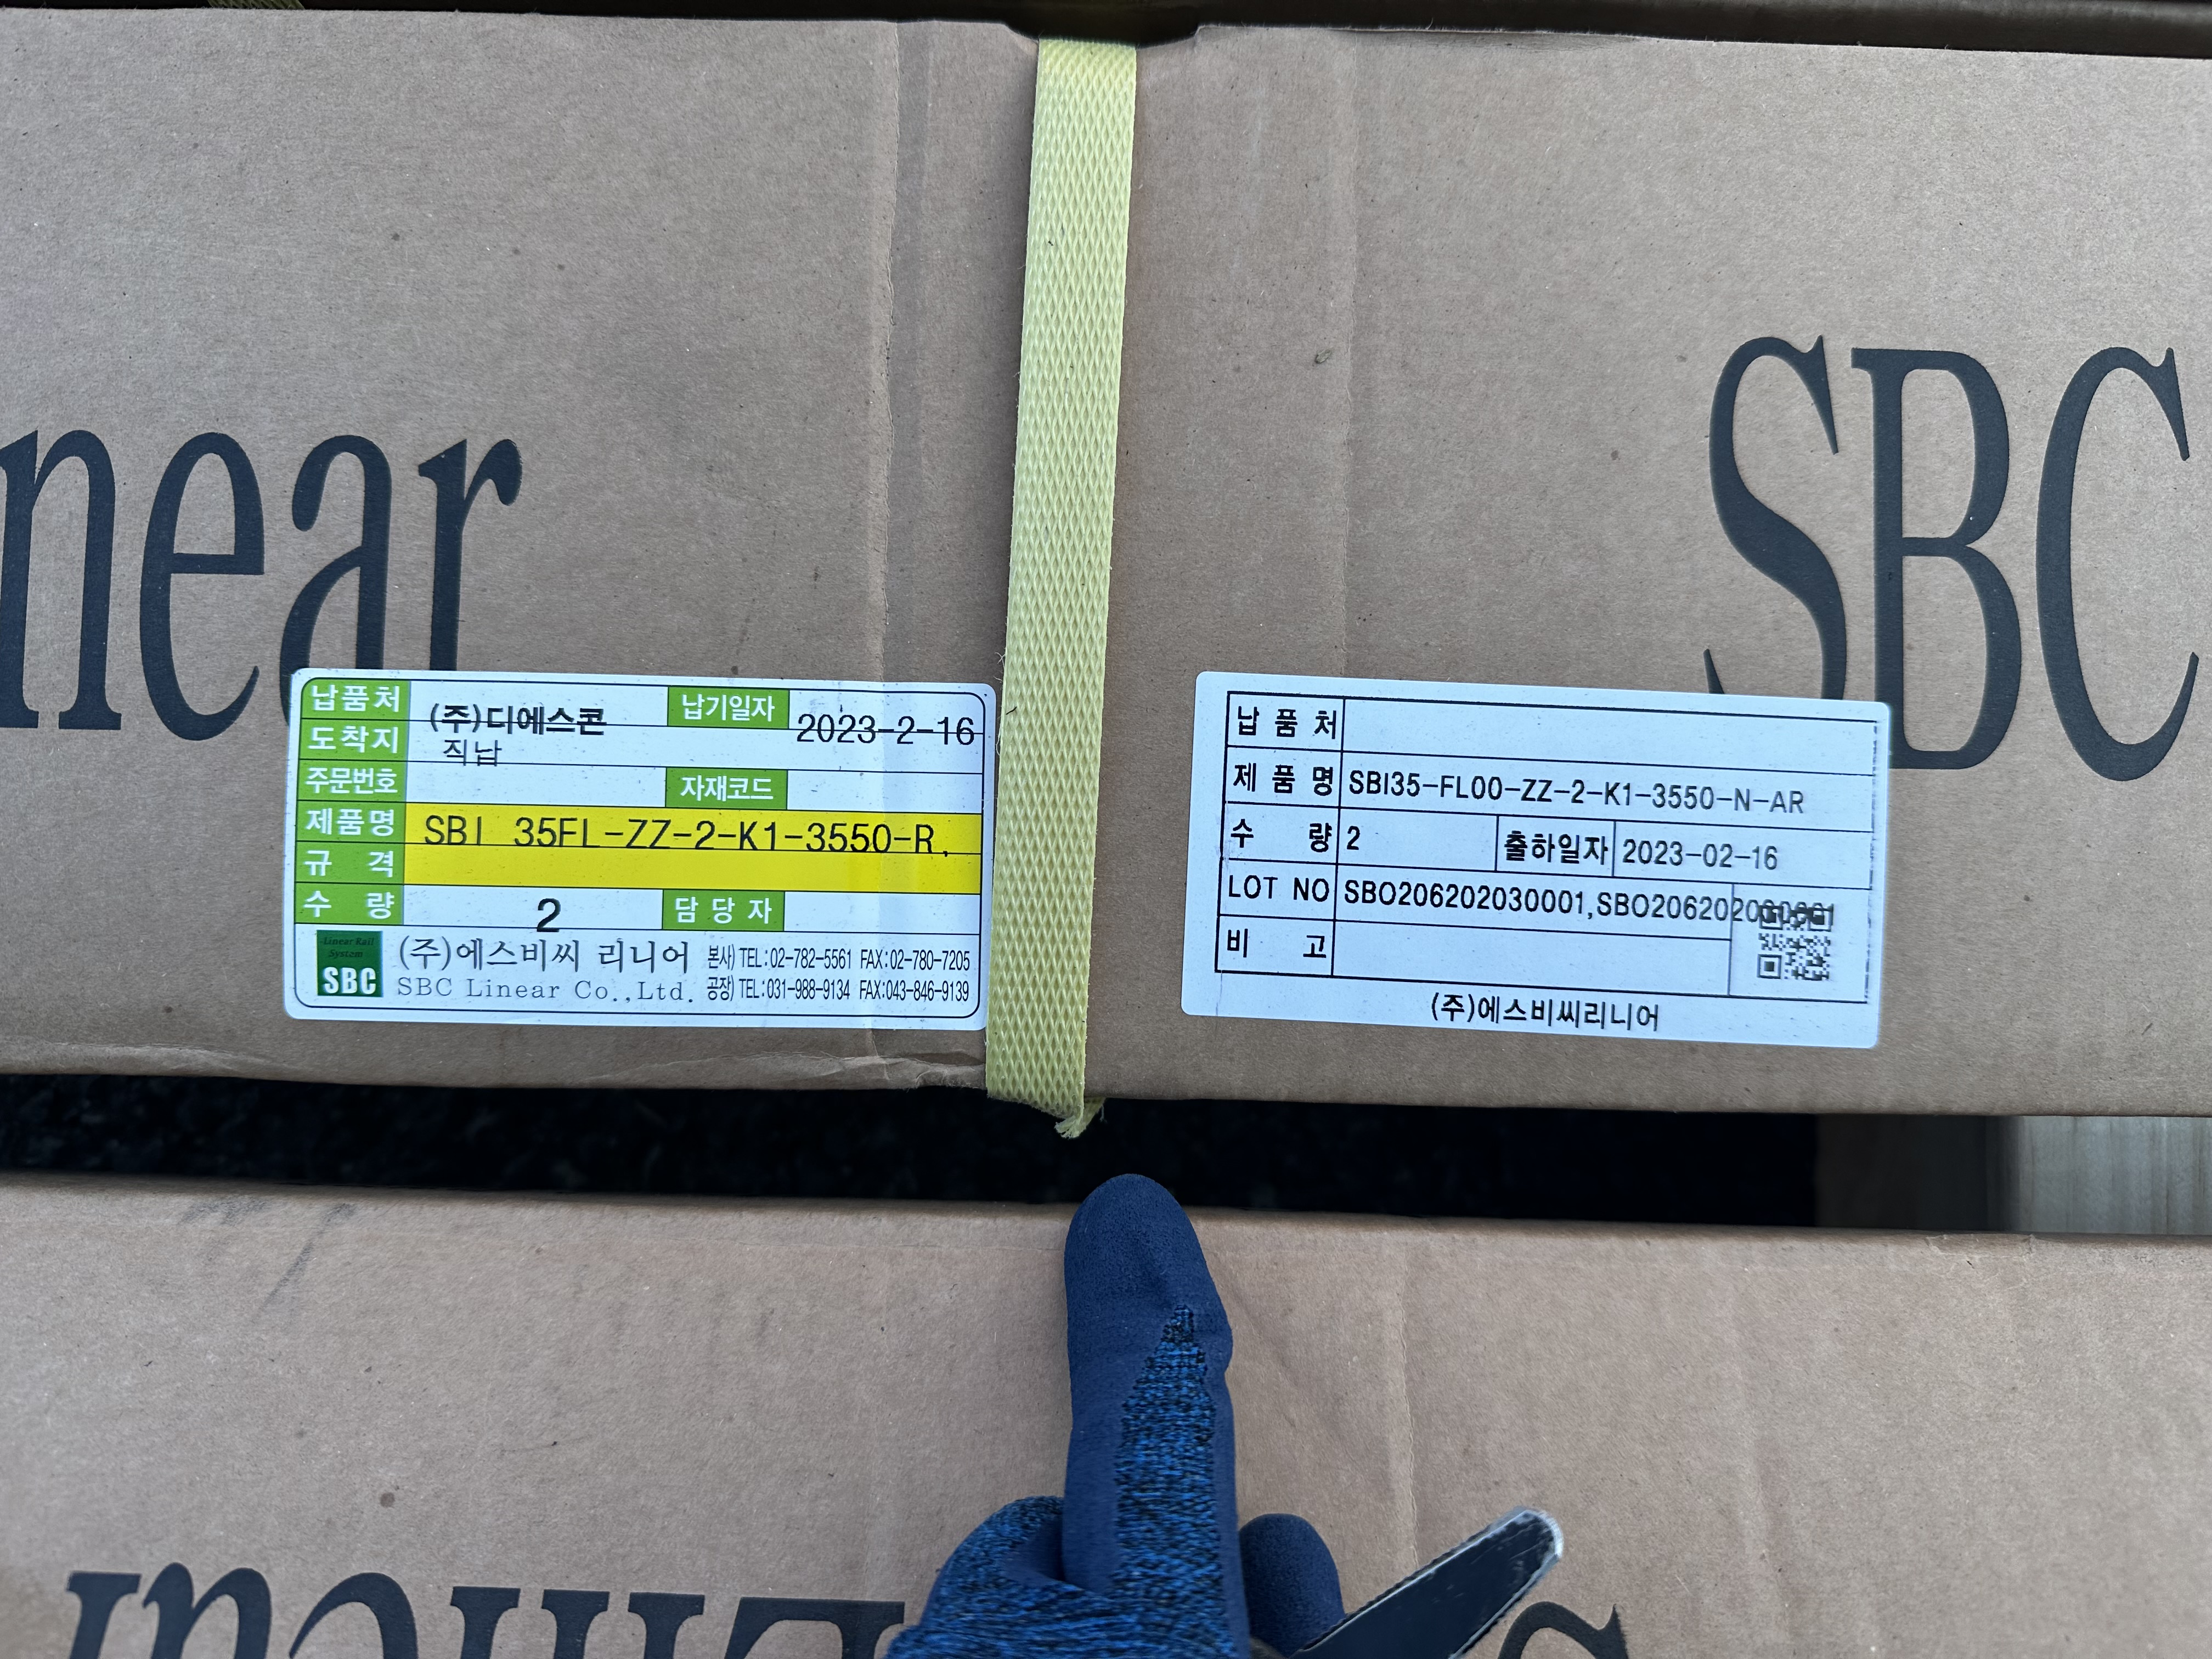 near
SBC
납품처 (주)디에스콘 납기일자 2023-2-16
도착지 직납
주문번호 자재코드
제품명 SBI 35FL-ZZ-2-K1-3550-R,
규 격
수 량 2 담당자
Linear Rail
System
SBC
(주)에스비씨 리니어 본사) TEL:02-782-5561 FAX:02-780-7205
SBC Linear Co.,Ltd. 공장) TEL:031-988-9134 FAX:043-846-9139
납 품 처
제 품 명 SBI35-FL00-ZZ-2-K1-3550-N-AR
수 량 2 출하일자 2023-02-16
LOT NO SBO206202030001,
비 고
(주)에스비씨리니어